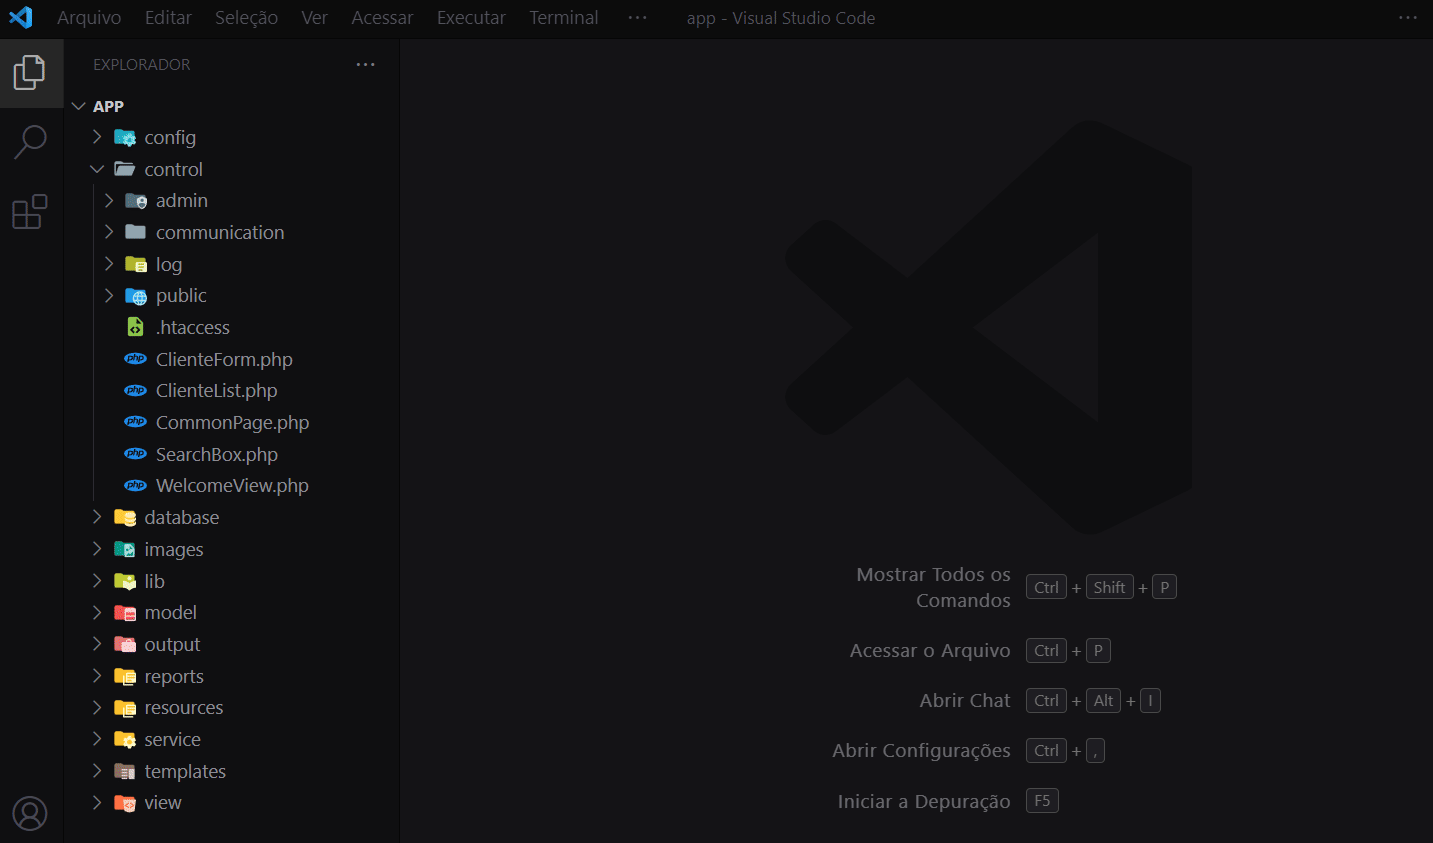 Arquivo Editar Seleção Ver Acessar Executar Terminal ··· app - Visual Studio Code ···
EXPLORADOR ···
APP
config
control
admin
communication
log
public
.htaccess
ClienteForm.php
ClienteList.php
CommonPage.php
SearchBox.php
WelcomeView.php
database
images
lib
model
output
reports
resources
service
templates
view
Mostrar Todos os
Comandos Ctrl + Shift + P
Acessar o Arquivo Ctrl + P
Abrir Chat Ctrl + Alt + I
Abrir Configurações Ctrl + ,
Iniciar a Depuração F5